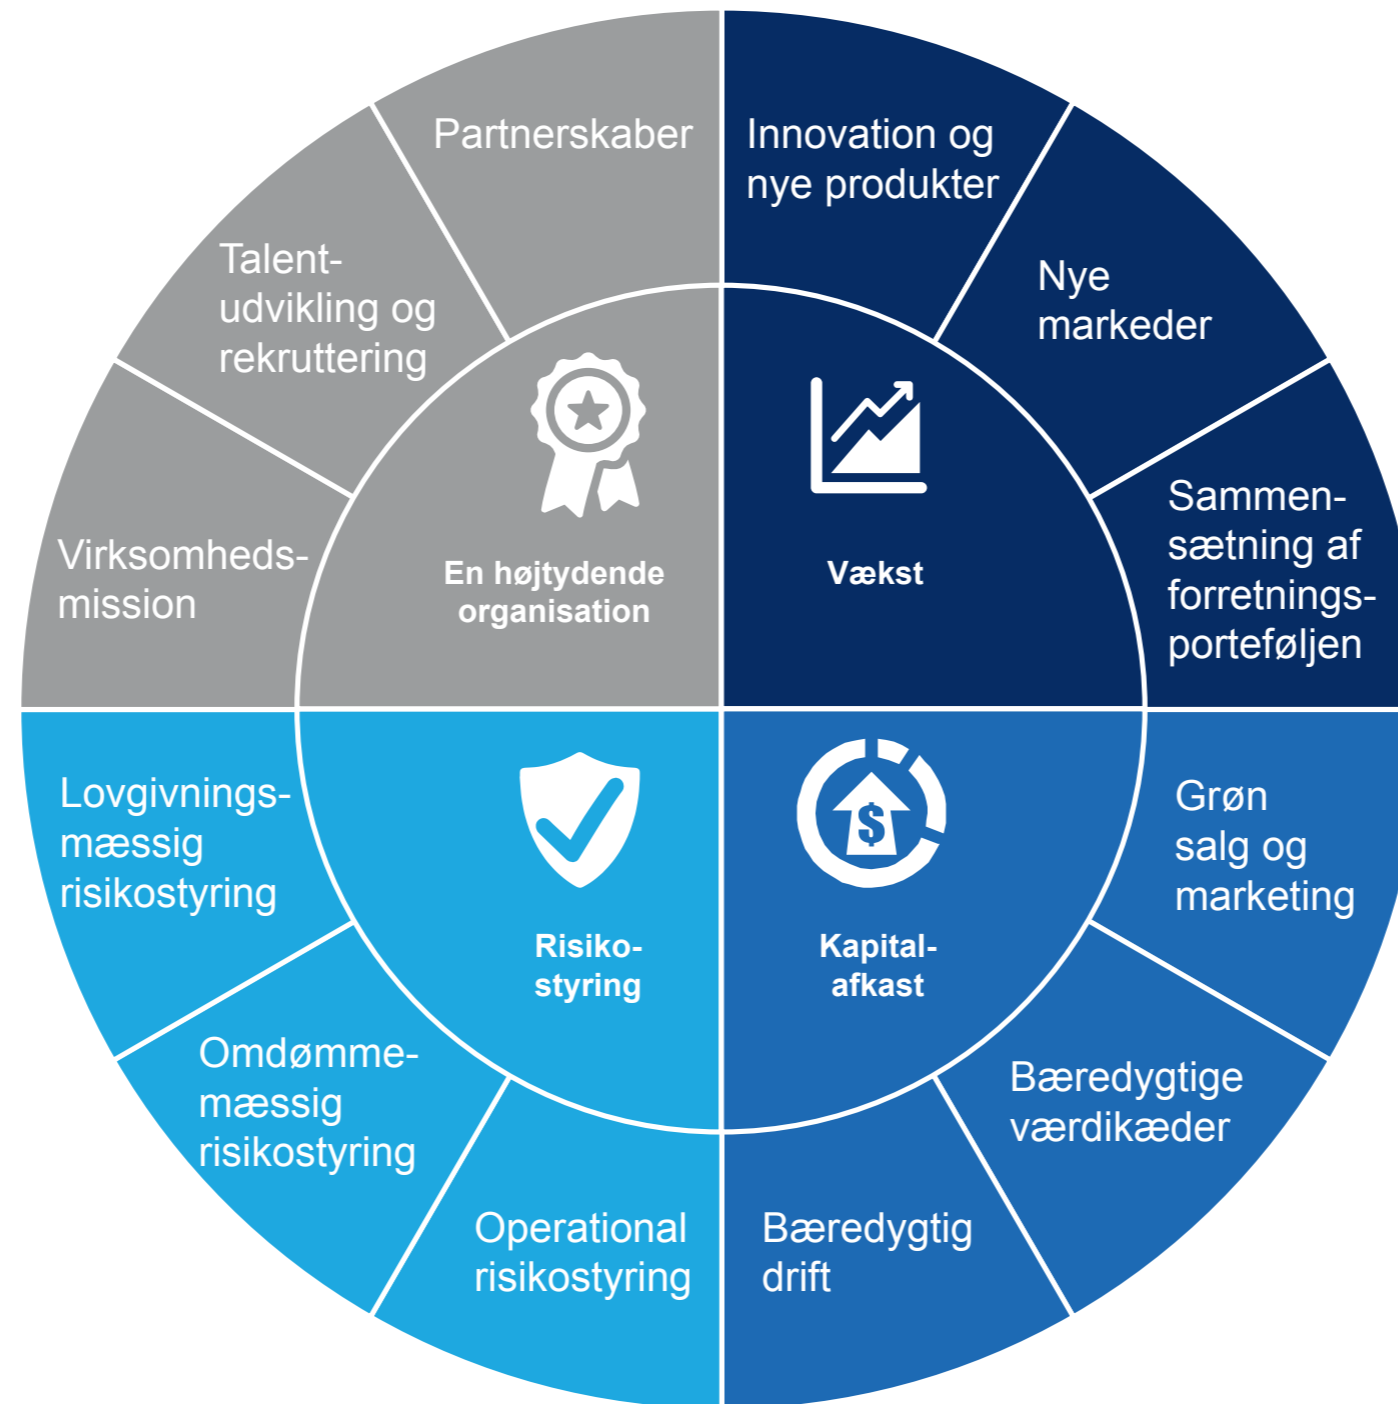 Partnerskaber
Innovation og
nye produkter
Talent-
udvikling og
rekruttering
Nye
markeder
Virksomheds-
mission
Sammen-
sætning af
forretnings-
porteføljen
En højtydende
organisation
Vækst
Lovgivnings-
mæssig
risikostyring
$
Grøn
salg og
marketing
Risiko-
styring
Kapital-
afkast
Omdømme-
mæssig
risikostyring
Bæredygtige
værdikæder
Operational
risikostyring
Bæredygtig
drift